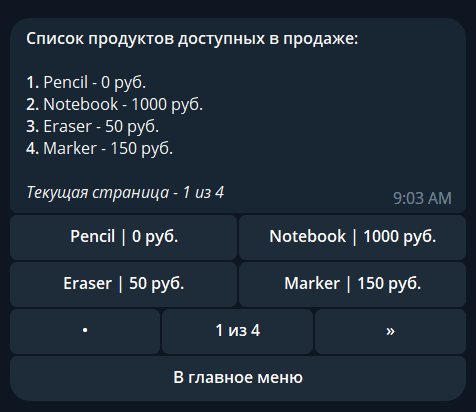 Список продуктов доступных в продаже:
1. Pencil - 0 руб.
2. Notebook - 1000 руб.
3. Eraser - 50 руб.
4. Marker - 150 руб.
Текущая страница - 1 из 4
9:03 AM
Pencil | 0 руб.
Notebook | 1000 руб.
Eraser | 50 руб.
Marker | 150 руб.
•
1 из 4
»
В главное меню